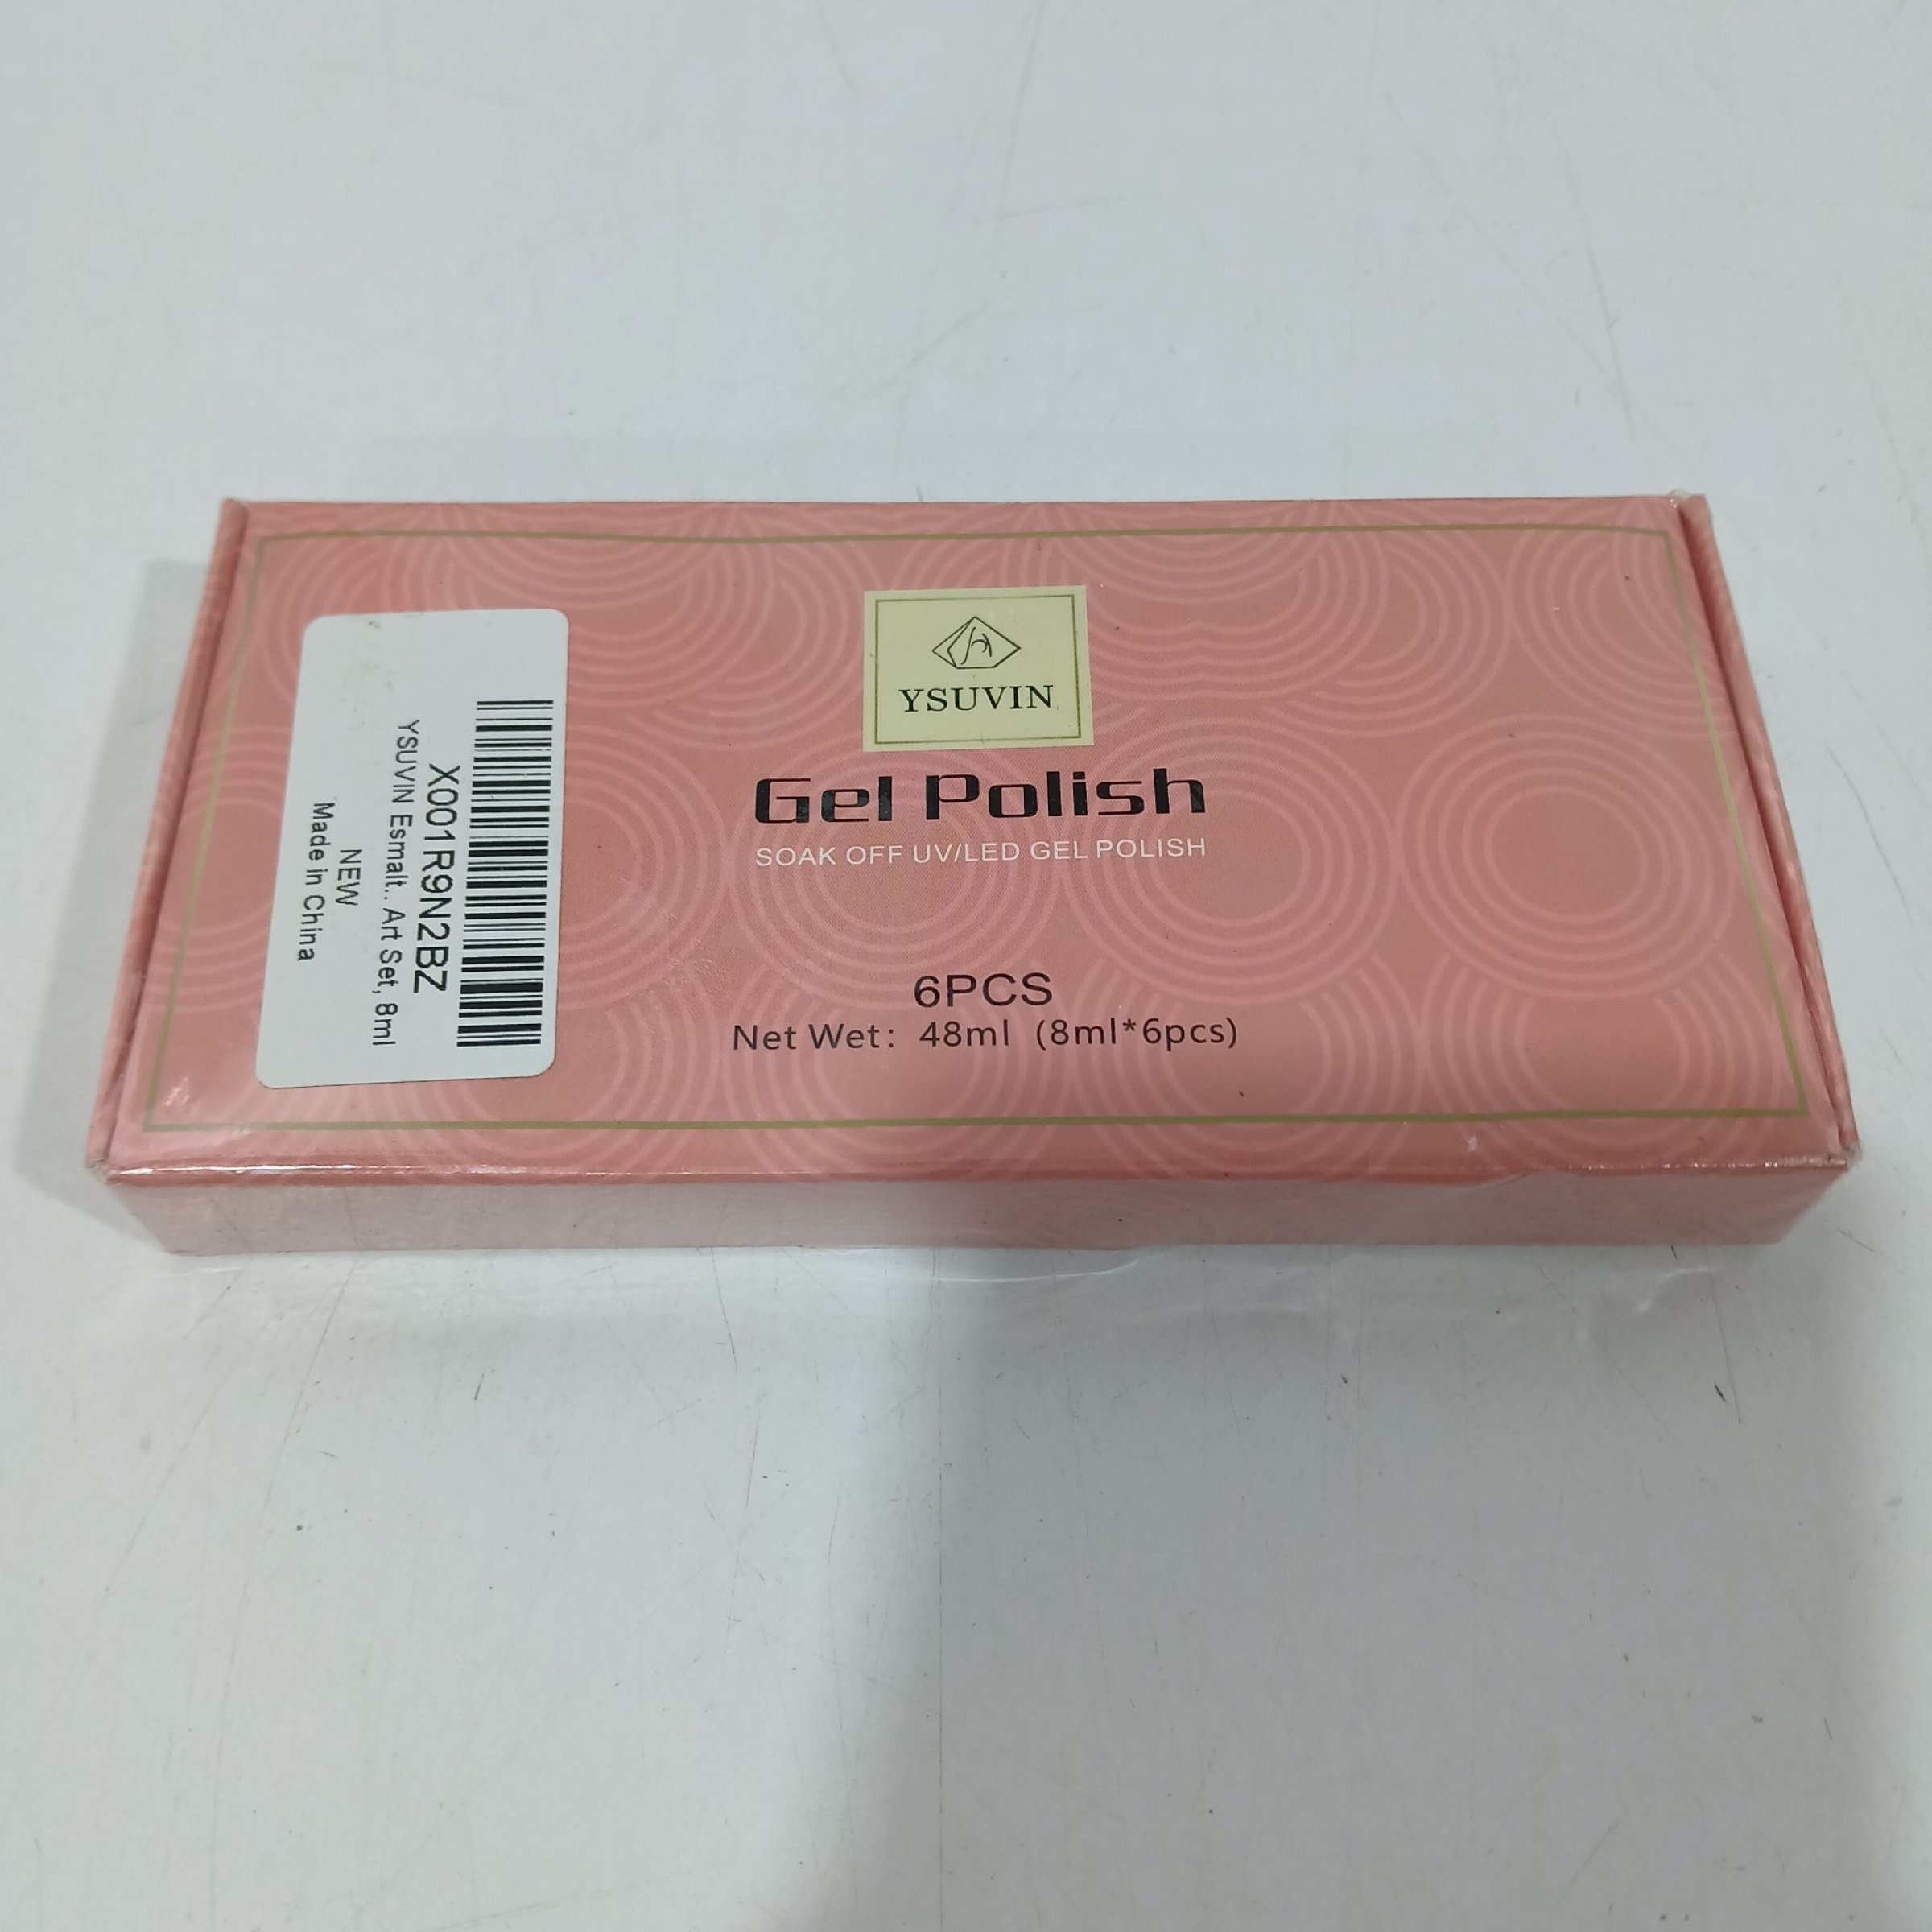 YSUVIN
Gel Polish
SOAK OFF UV/LED GEL POLISH
6PCS
Net Wet: 48ml (8ml*6pcs)
X001R9N2BZ
YSUVIN Esmalt.. Art Set, 8ml
NEW
Made in China